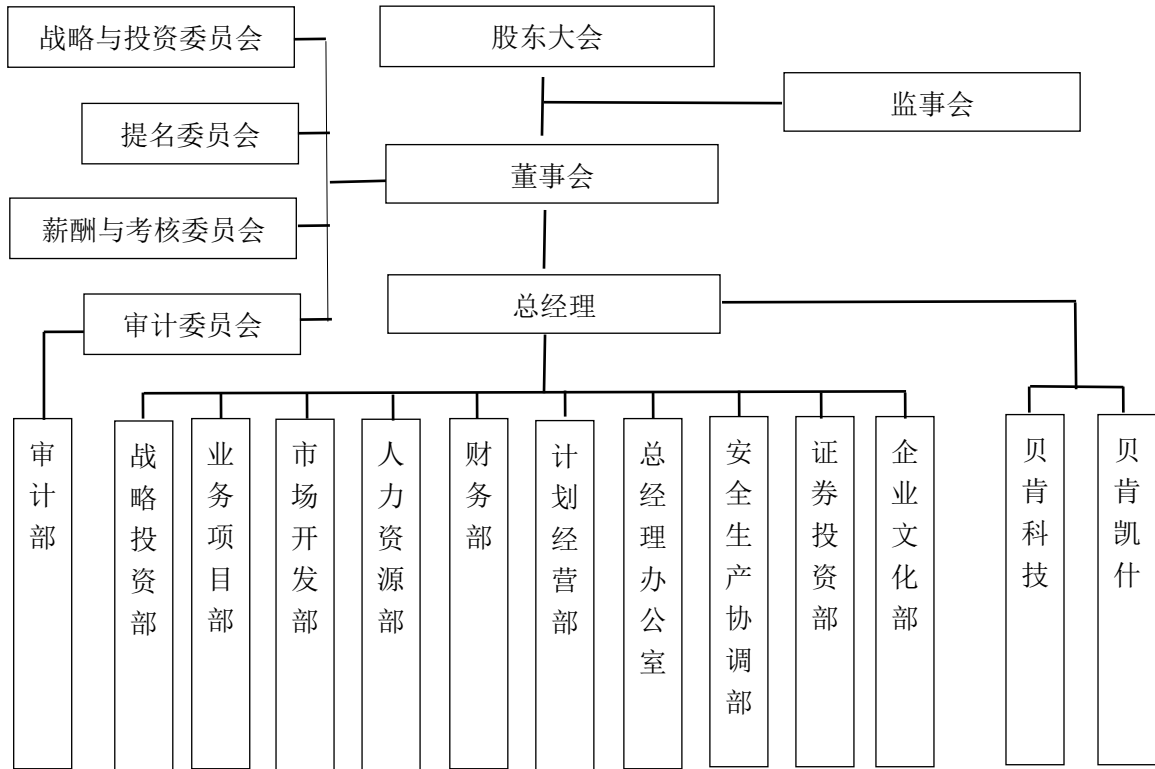 战略与投资委员会
股东大会
监事会
提名委员会
董事会
薪酬与考核委员会
总经理
审计委员会
审计部
战略投资部
业务项目部
市场开发部
人力资源部
财务部
计划经营部
总经理办公室
安全生产协调部
证券投资部
企业文化部
贝肯科技
贝肯凯什